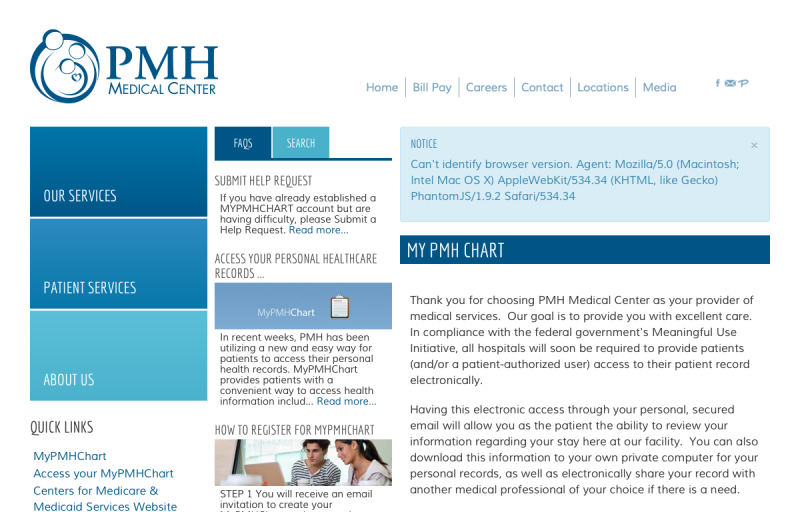 PMH
MEDICAL CENTER
Home
Bill Pay
Careers
Contact
Locations
Media
OUR SERVICES
PATIENT SERVICES
ABOUT US
QUICK LINKS
MyPMHChart
Access your MyPMHChart
Centers for Medicare &
Medicaid Services Website
FAQS
SEARCH
SUBMIT HELP REQUEST
If you have already established a
MYPMHCHART account but are
having difficulty, please Submit a
Help Request. Read more...
ACCESS YOUR PERSONAL HEALTHCARE
RECORDS ...
MyPMHChart
In recent weeks, PMH has been
utilizing a new and easy way for
patients to access their personal
health records. MyPMHChart
provides patients with a
convenient way to access health
information includ... Read more...
HOW TO REGISTER FOR MYPMHCHART
STEP 1 You will receive an email
invitation to create your
NOTICE
×
Can't identify browser version. Agent: Mozilla/5.0 (Macintosh;
Intel Mac OS X) AppleWebKit/534.34 (KHTML, like Gecko)
PhantomJS/1.9.2 Safari/534.34
MY PMH CHART
Thank you for choosing PMH Medical Center as your provider of
medical services.  Our goal is to provide you with excellent care.
In compliance with the federal government's Meaningful Use
Initiative, all hospitals will soon be required to provide patients
(and/or a patient-authorized user) access to their patient record
electronically.
Having this electronic access through your personal, secured
email will allow you as the patient the ability to review your
information regarding your stay here at our facility.  You can also
download this information to your own private computer for your
personal records, as well as electronically share your record with
another medical professional of your choice if there is a need.